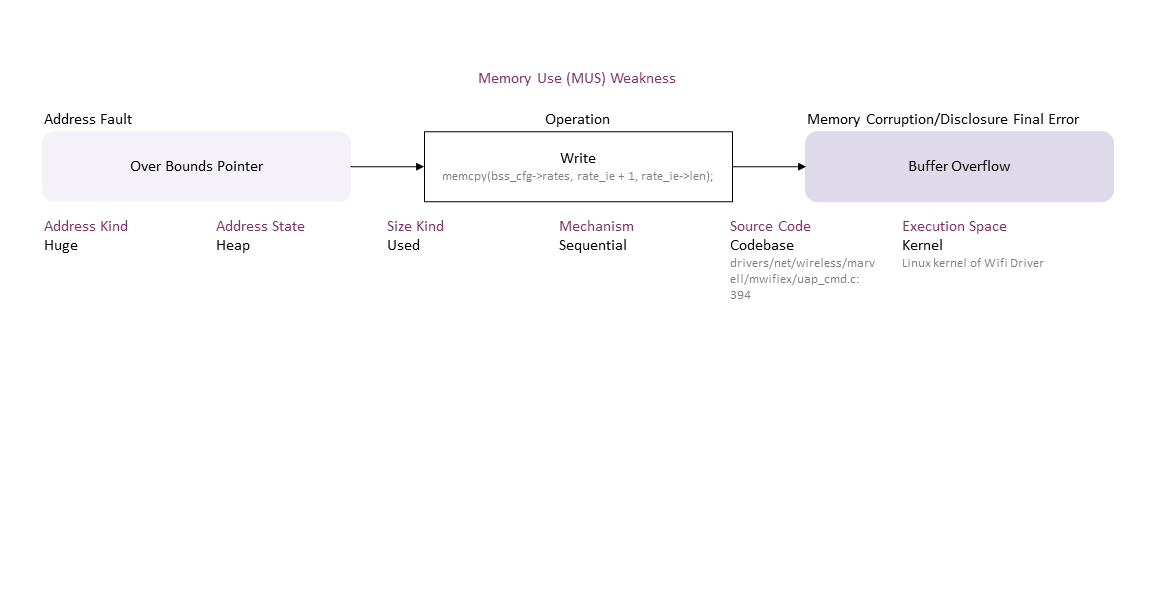 Memory Use (MUS) Weakness
Address Fault
Operation
Memory Corruption/Disclosure Final Error
Over Bounds Pointer
Write
memcpy(bss_cfg->rates, rate_ie + 1, rate_ie->len);
Buffer Overflow
Address Kind
Huge
Address State
Heap
Size Kind
Used
Mechanism
Sequential
Source Code
Codebase
drivers/net/wireless/marv
ell/mwifiex/uap_cmd.c:
394
Execution Space
Kernel
Linux kernel of Wifi Driver